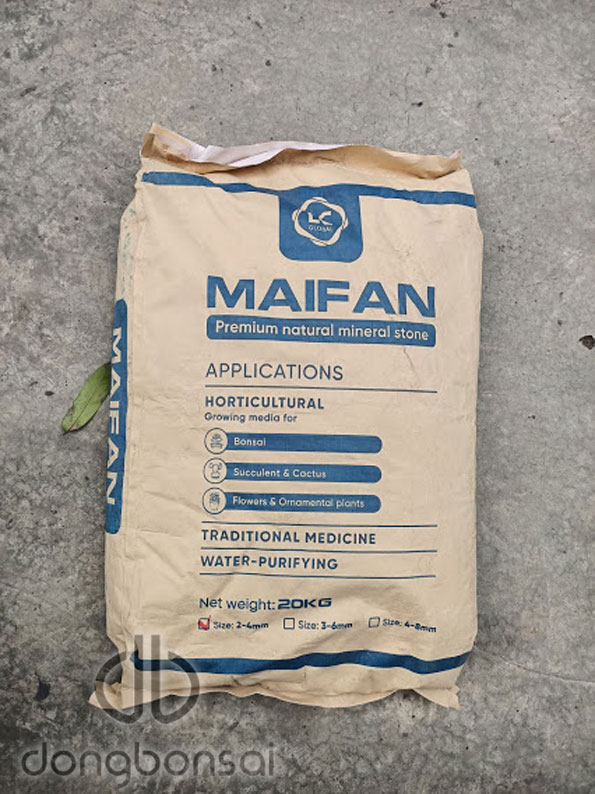 LC
GLOBAL
MAIFAN
Premium natural mineral stone
APPLICATIONS
HORTICULTURAL
Growing media for
Bonsai
Succulent & Cactus
Flowers & Ornamental plants
TRADITIONAL MEDICINE
WATER-PURIFYING
Net weight: 20KG
Size: 2-4mm Size: 3-6mm Size: 4-8mm
MAIFAN
db
dongbonsai